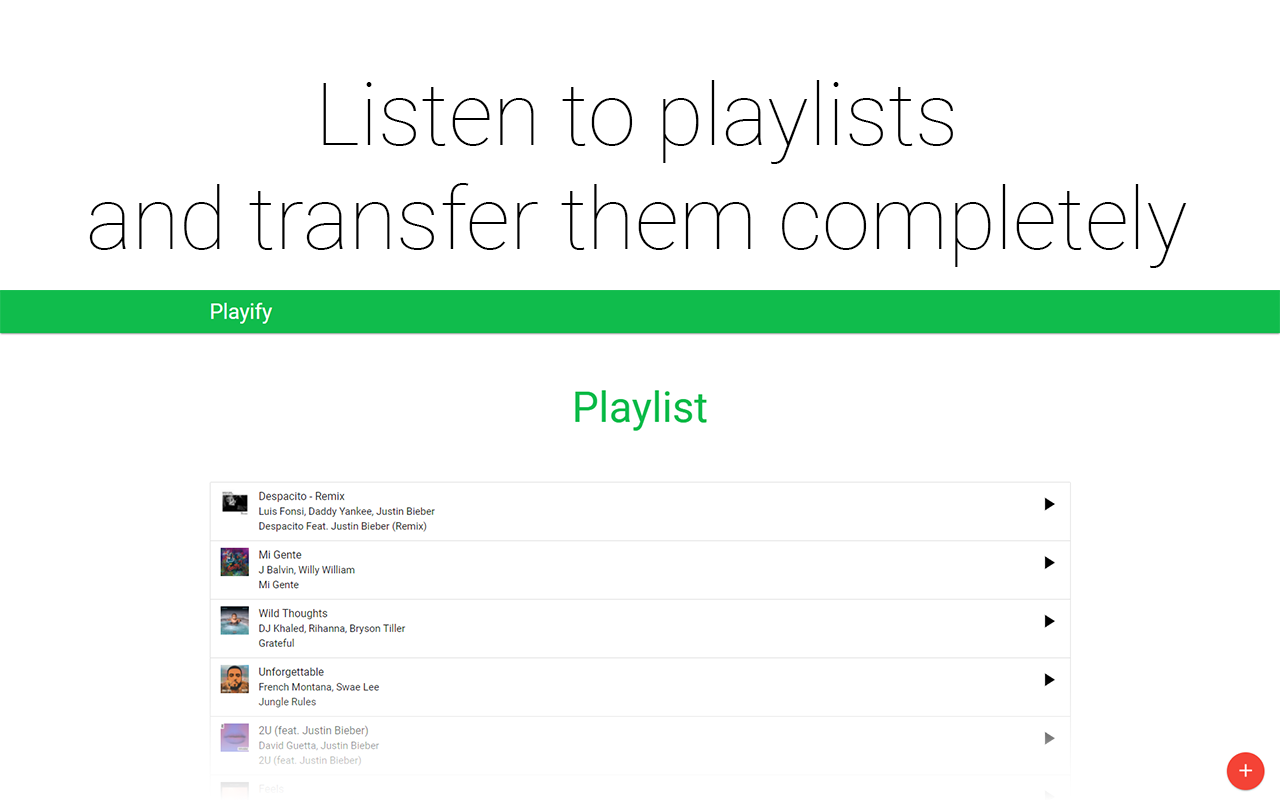 Listen to playlists
and transfer them completely
Playify
Playlist
Despacito - Remix
Luis Fonsi, Daddy Yankee, Justin Bieber
Despacito Feat. Justin Bieber (Remix)
Mi Gente
J Balvin, Willy William
Mi Gente
Wild Thoughts
DJ Khaled, Rihanna, Bryson Tiller
Grateful
Unforgettable
French Montana, Swae Lee
Jungle Rules
2U (feat. Justin Bieber)
David Guetta, Justin Bieber
2U (feat. Justin Bieber)